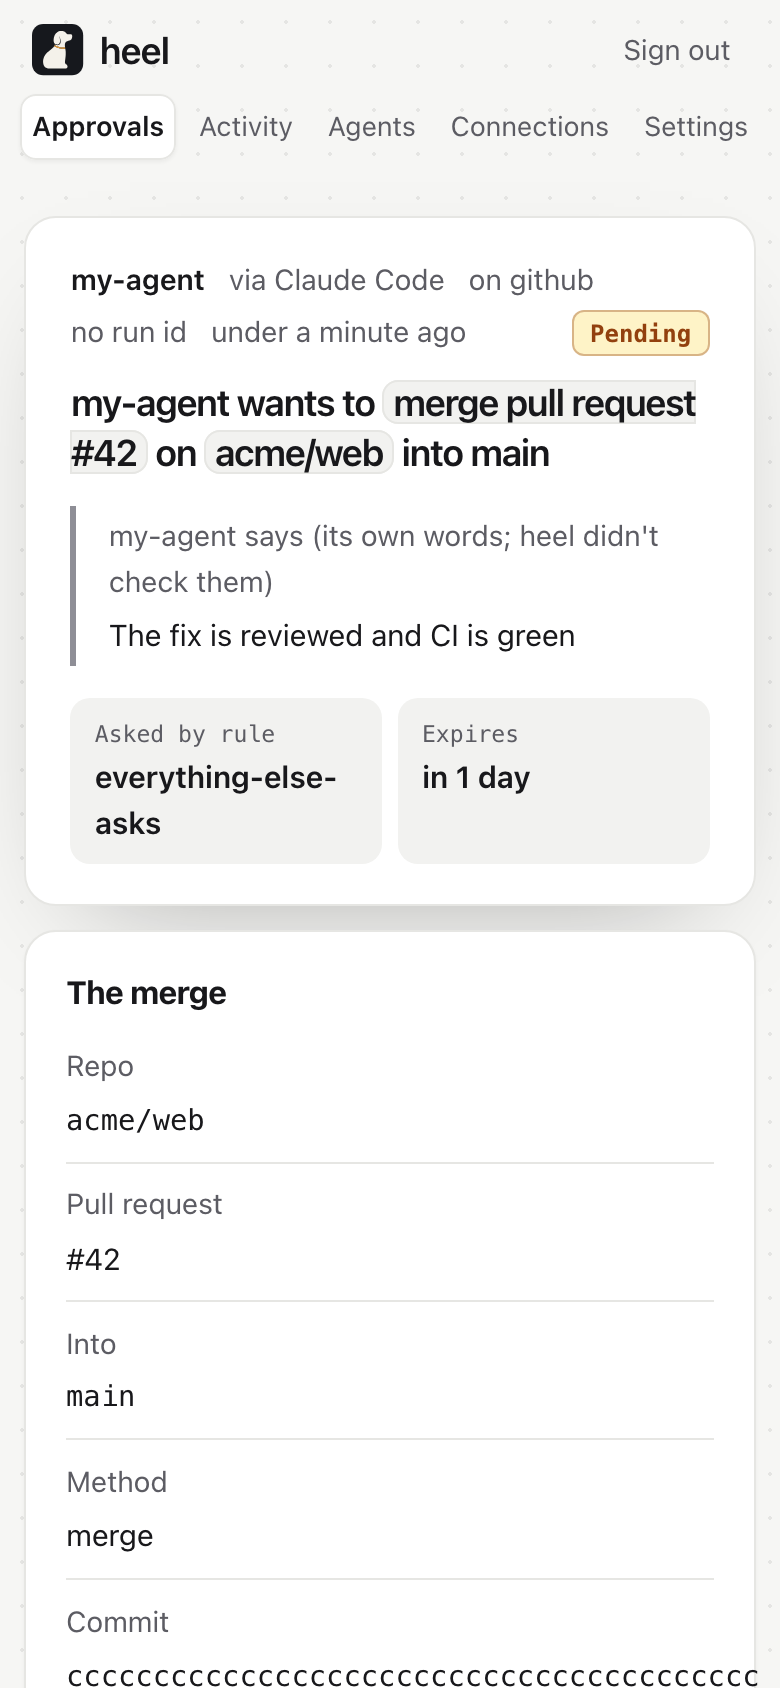 heel
Sign out
Approvals Activity Agents Connections Settings
my-agent via Claude Code on github
no run id under a minute ago Pending
my-agent wants to merge pull request
#42 on acme/web into main
my-agent says (its own words; heel didn't
check them)
The fix is reviewed and CI is green
Asked by rule
everything-else-
asks
Expires
in 1 day
The merge
Repo
acme/web
Pull request
#42
Into
main
Method
merge
Commit
cccccccccccccccccccccccccccccccccccccccc